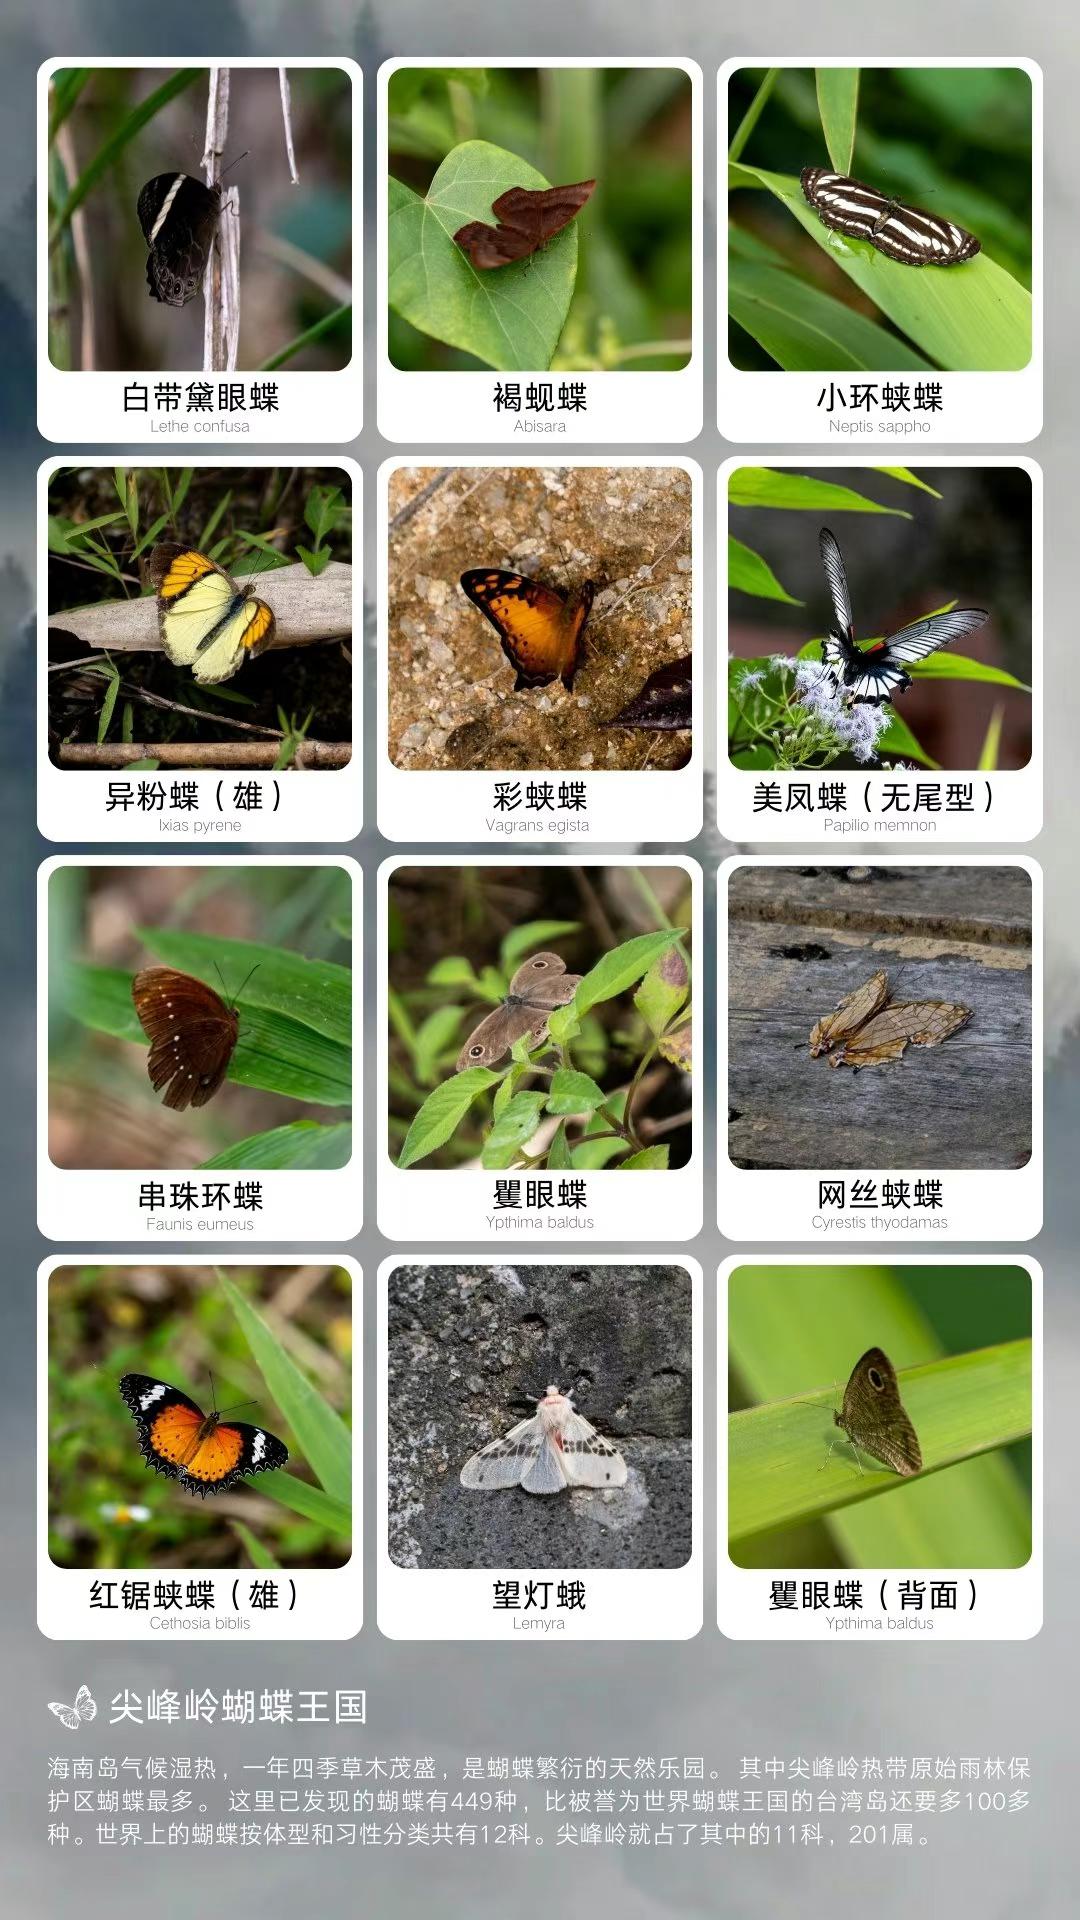 白带黛眼蝶
Lethe confusa
褐蚬蝶
Abisara
小环蛱蝶
Neptis sappho
异粉蝶（雄）
Ixias pyrene
彩蛱蝶
Vagrans egista
美凤蝶（无尾型）
Papilio memnon
串珠环蝶
Faunis eumeus
矍眼蝶
Ypthima baldus
网丝蛱蝶
Cyrestis thyodamas
红锯蛱蝶（雄）
Cethosia biblis
望灯蛾
Lemyra
矍眼蝶（背面）
Ypthima baldus
尖峰岭蝴蝶王国
海南岛气候湿热，一年四季草木茂盛，是蝴蝶繁衍的天然乐园。 其中尖峰岭热带原始雨林保
护区蝴蝶最多。 这里已发现的蝴蝶有449种，比被誉为世界蝴蝶王国的台湾岛还要多100多
种。世界上的蝴蝶按体型和习性分类共有12科。尖峰岭就占了其中的11科，201属。